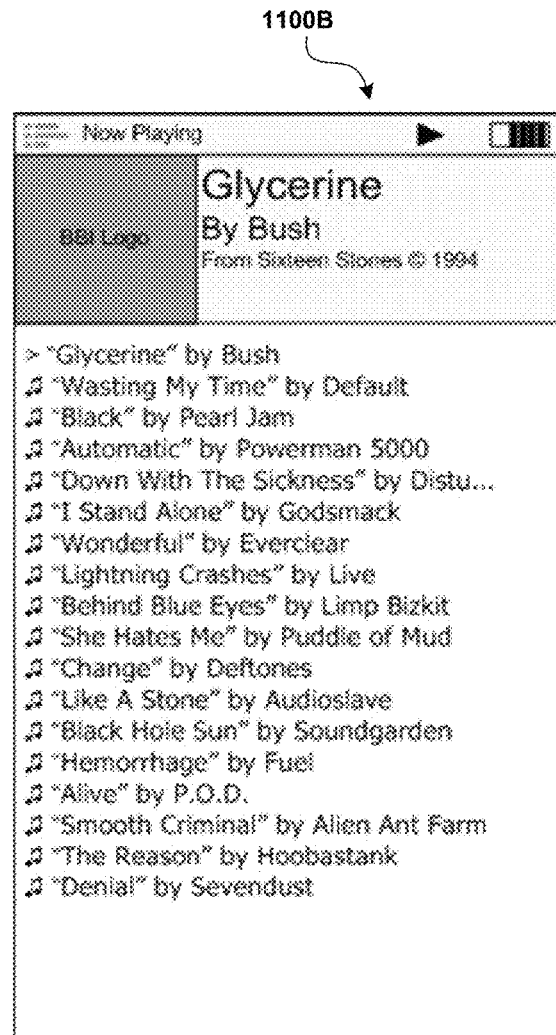 1100B
Now Playing
Glycerine
BBI Logo
By Bush
From Sixteen Stones © 1994
> "Glycerine" by Bush
"Wasting My Time" by Default
"Black" by Pearl Jam
"Automatic" by Powerman 5000
"Down With The Sickness" by Distu...
"I Stand Alone" by Godsmack
"Wonderful" by Everclear
"Lightning Crashes" by Live
"Behind Blue Eyes" by Limp Bizkit
"She Hates Me" by Puddle of Mud
"Change" by Deftones
"Like A Stone" by Audioslave
"Black Hole Sun" by Soundgarden
"Hemorrhage" by Fuel
"Alive" by P.O.D.
"Smooth Criminal" by Alien Ant Farm
"The Reason" by Hoobastank
"Denial" by Sevendust